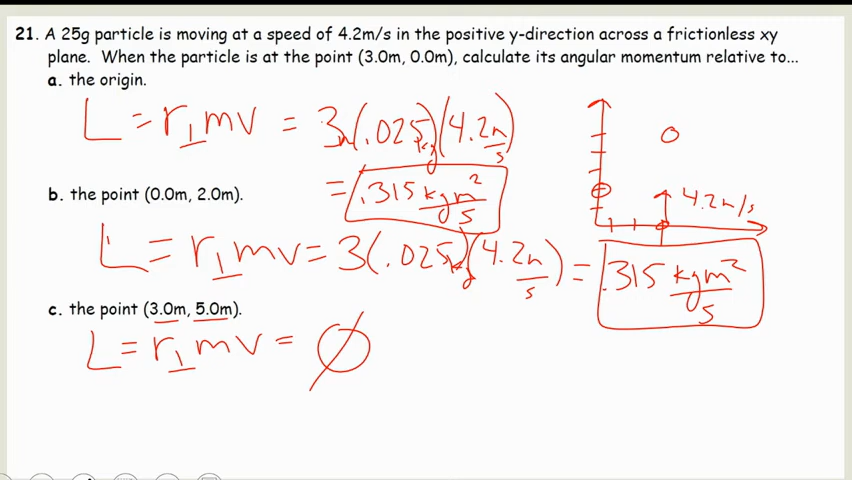 21. A 25g particle is moving at a speed of 4.2m/s in the positive y-direction across a frictionless xy
plane. When the particle is at the point (3.0m, 0.0m), calculate its angular momentum relative to...
a. the origin.
L = r⊥mv = 3m(.025kg)(4.2m/s)
= .315 kgm²/s
4.2m/s
b. the point (0.0m, 2.0m).
L = r⊥mv = 3(.025kg)(4.2m/s) = .315 kgm²/s
c. the point (3.0m, 5.0m).
L = r⊥mv = Ø